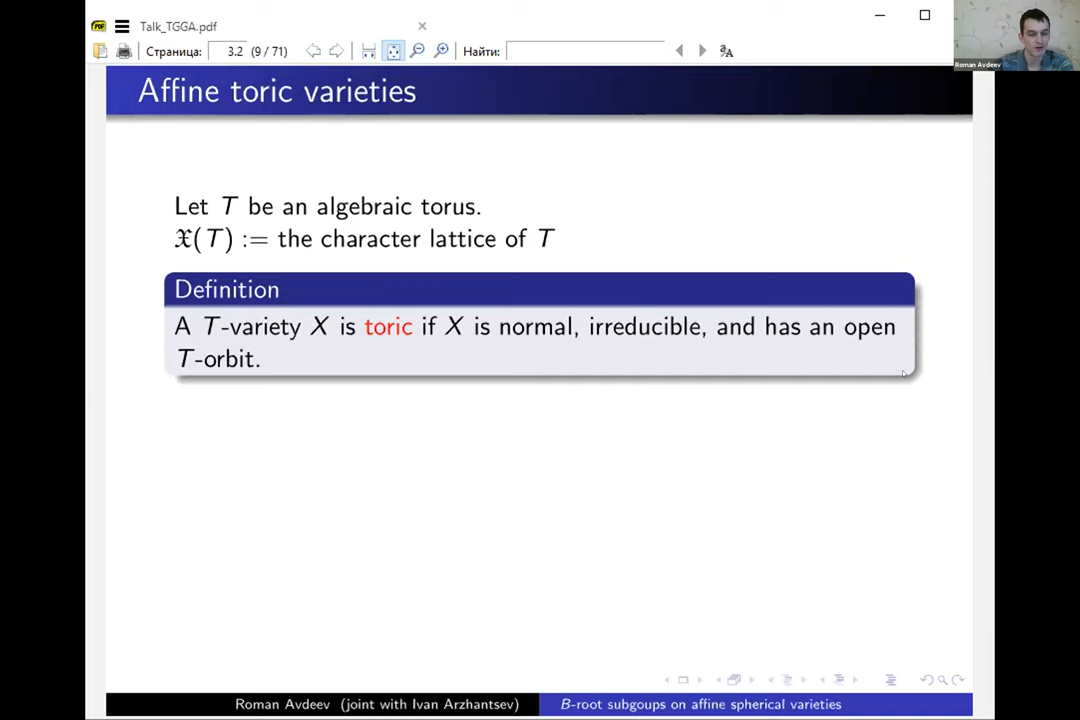 Talk_TGGA.pdf
Страница: 3.2 (9 / 71) Найти:
Roman Avdeev
Affine toric varieties
Let T be an algebraic torus.
𝔛(T) := the character lattice of T
Definition
A T-variety X is toric if X is normal, irreducible, and has an open
T-orbit.
Roman Avdeev (joint with Ivan Arzhantsev) B-root subgoups on affine spherical varieties